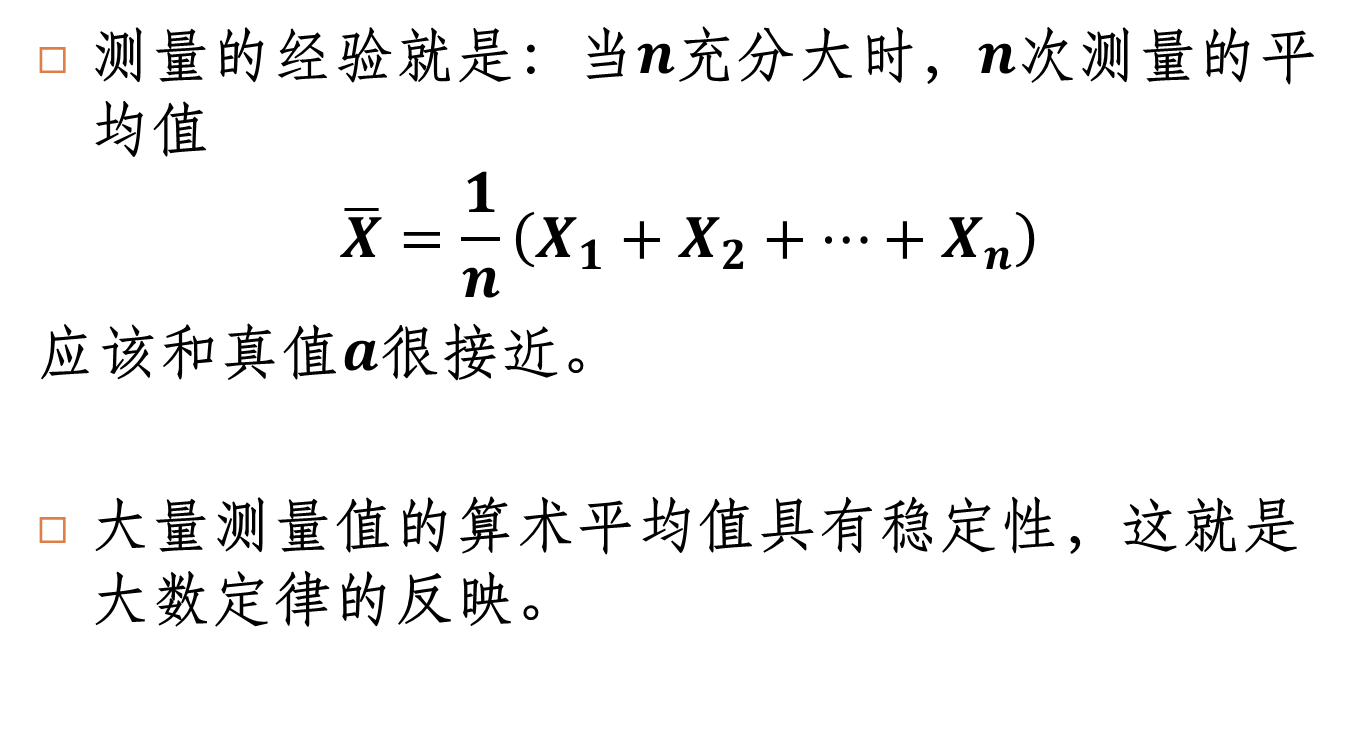 □ 测量的经验就是：当n充分大时，n次测量的平
均值
X̅ = 1/n (X₁ + X₂ + ⋯ + Xₙ)
应该和真值a很接近。
□ 大量测量值的算术平均值具有稳定性，这就是
大数定律的反映。